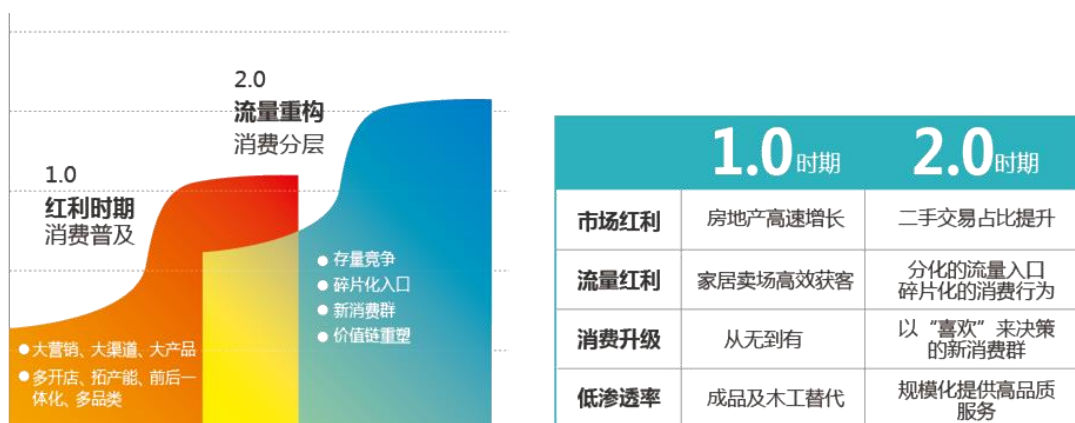 2.0
流量重构
消费分层
1.0
红利时期
消费普及
●存量竞争
●碎片化入口
●新消费群
●价值链重塑
●大营销、大渠道、大产品
●多开店、拓产能、前后一
体化、多品类
1.0时期 2.0时期
市场红利 房地产高速增长 二手交易占比提升
流量红利 家居卖场高效获客 分化的流量入口
碎片化的消费行为
消费升级 从无到有 以“喜欢”来决策
的新消费群
低渗透率 成品及木工替代 规模化提供高品质
服务